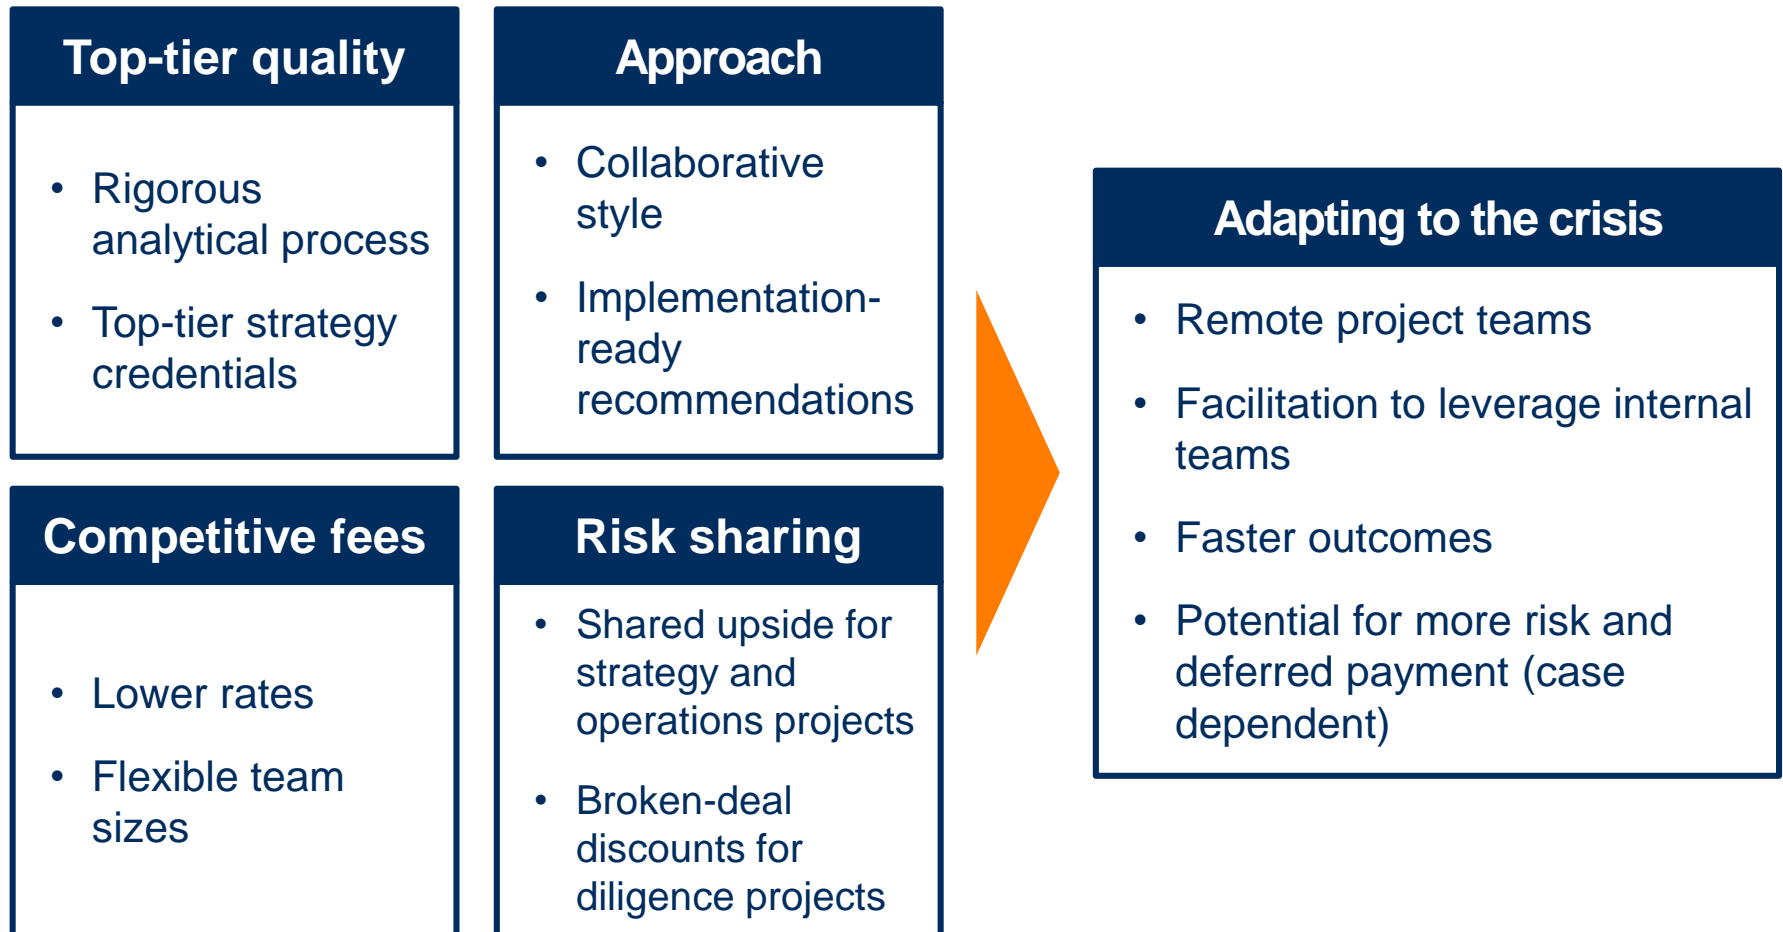 Top-tier quality
• Rigorous
analytical process
• Top-tier strategy
credentials
Approach
• Collaborative
style
• Implementation-
ready
recommendations
Competitive fees
• Lower rates
• Flexible team
sizes
Risk sharing
• Shared upside for
strategy and
operations projects
• Broken-deal
discounts for
diligence projects
Adapting to the crisis
• Remote project teams
• Facilitation to leverage internal
teams
• Faster outcomes
• Potential for more risk and
deferred payment (case
dependent)